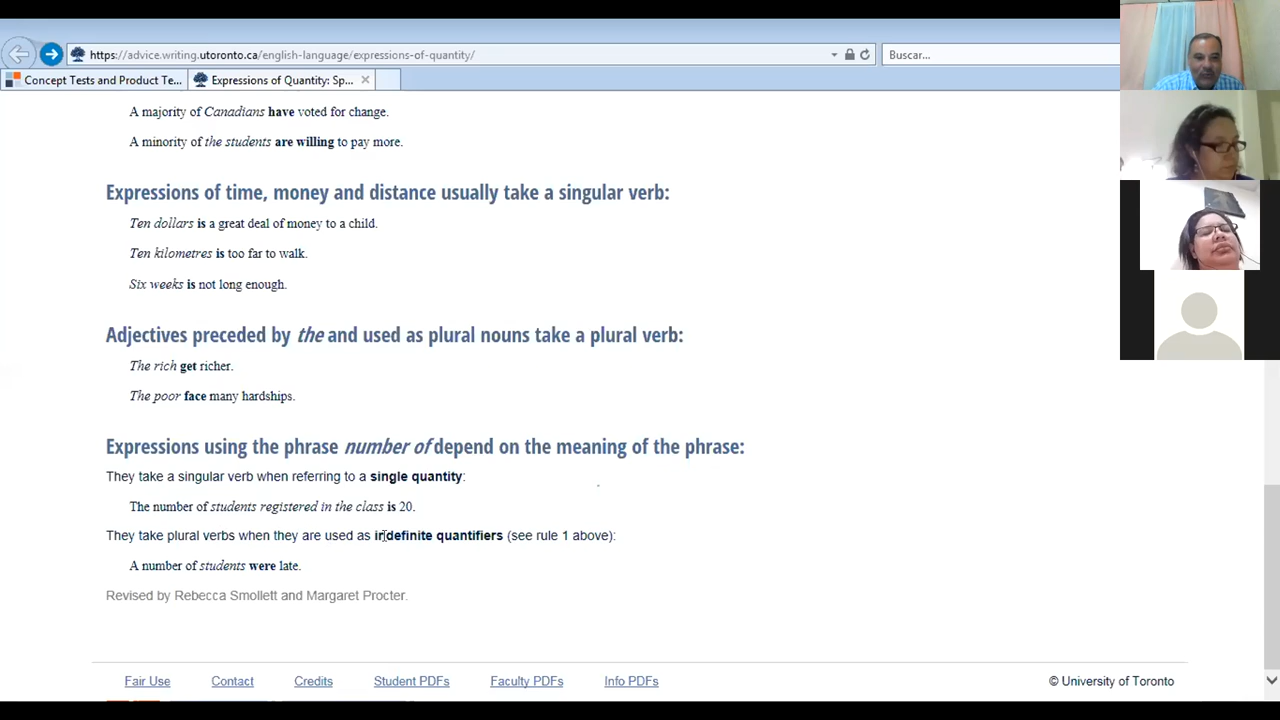 https://advice.writing.utoronto.ca/english-language/expressions-of-quantity/
Buscar...
Concept Tests and Product Te...
Expressions of Quantity: Sp...
A majority of Canadians have voted for change.
A minority of the students are willing to pay more.
Expressions of time, money and distance usually take a singular verb:
Ten dollars is a great deal of money to a child.
Ten kilometres is too far to walk.
Six weeks is not long enough.
Adjectives preceded by the and used as plural nouns take a plural verb:
The rich get richer.
The poor face many hardships.
Expressions using the phrase number of depend on the meaning of the phrase:
They take a singular verb when referring to a single quantity:
The number of students registered in the class is 20.
They take plural verbs when they are used as indefinite quantifiers (see rule 1 above):
A number of students were late.
Revised by Rebecca Smollett and Margaret Procter.
Fair Use Contact Credits Student PDFs Faculty PDFs Info PDFs © University of Toronto